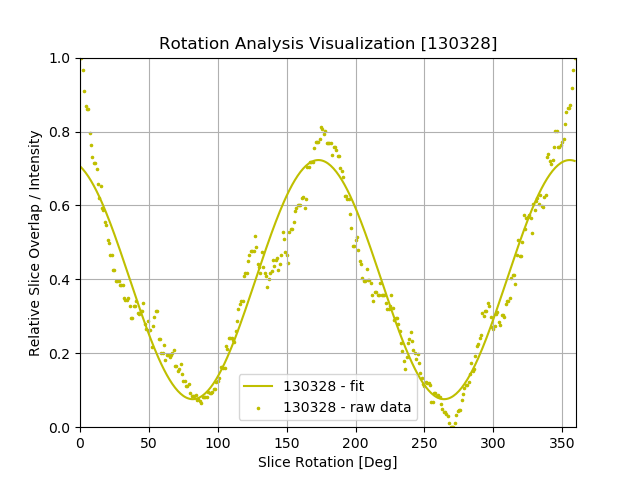 Rotation Analysis Visualization [130328]
Relative Slice Overlap / Intensity
1.0
0.8
0.6
0.4
0.2
0.0
130328 - fit
130328 - raw data
0 50 100 150 200 250 300 350
Slice Rotation [Deg]